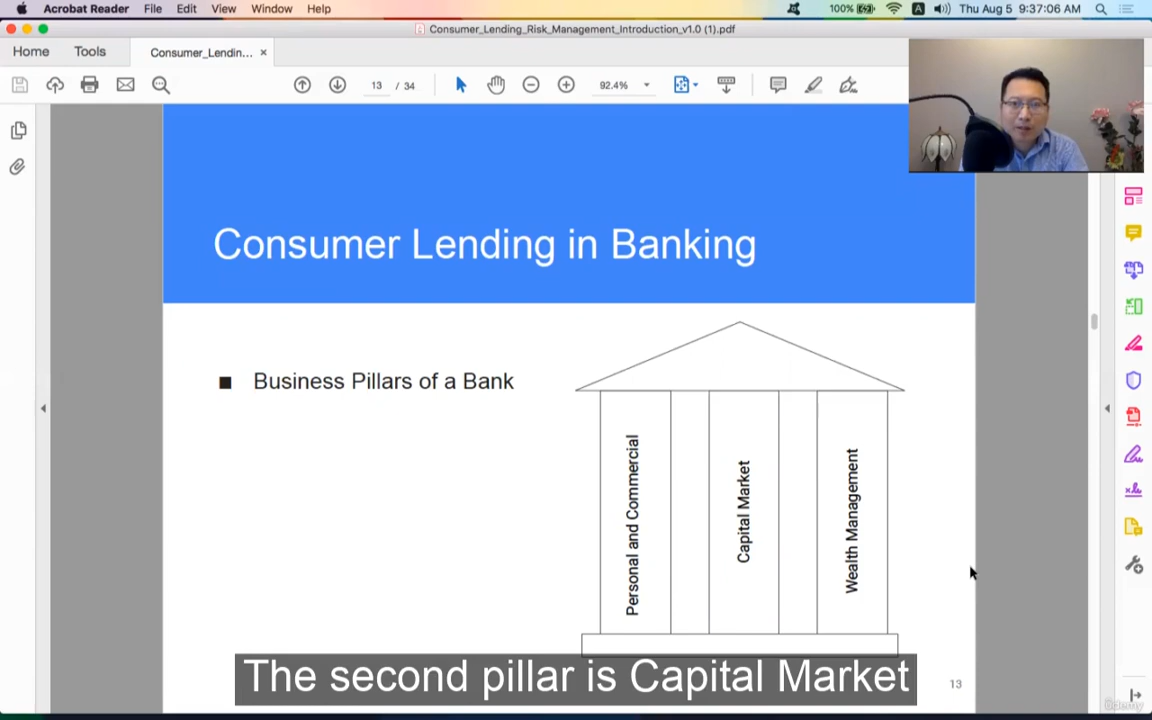 Acrobat Reader File Edit View Window Help 100% A Thu Aug 5 9:37:06 AM
Consumer_Lending_Risk_Management_Introduction_v1.0 (1).pdf
Home Tools Consumer_Lendin... ×
13 / 34 92.4%
Consumer Lending in Banking
Business Pillars of a Bank
Personal and Commercial
Capital Market
Wealth Management
The second pillar is Capital Market
13
ûdemy